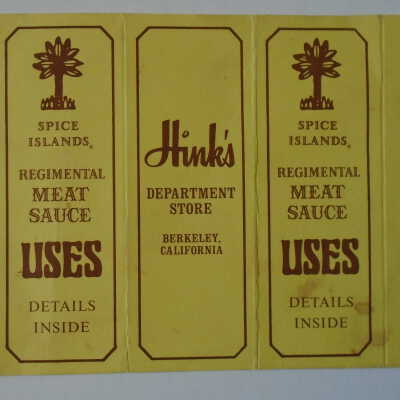 SPICE
ISLANDS®
REGIMENTAL
MEAT
SAUCE
USES
DETAILS
INSIDE
Hink's
DEPARTMENT
STORE
BERKELEY,
CALIFORNIA
SPICE
ISLANDS®
REGIMENTAL
MEAT
SAUCE
USES
DETAILS
INSIDE